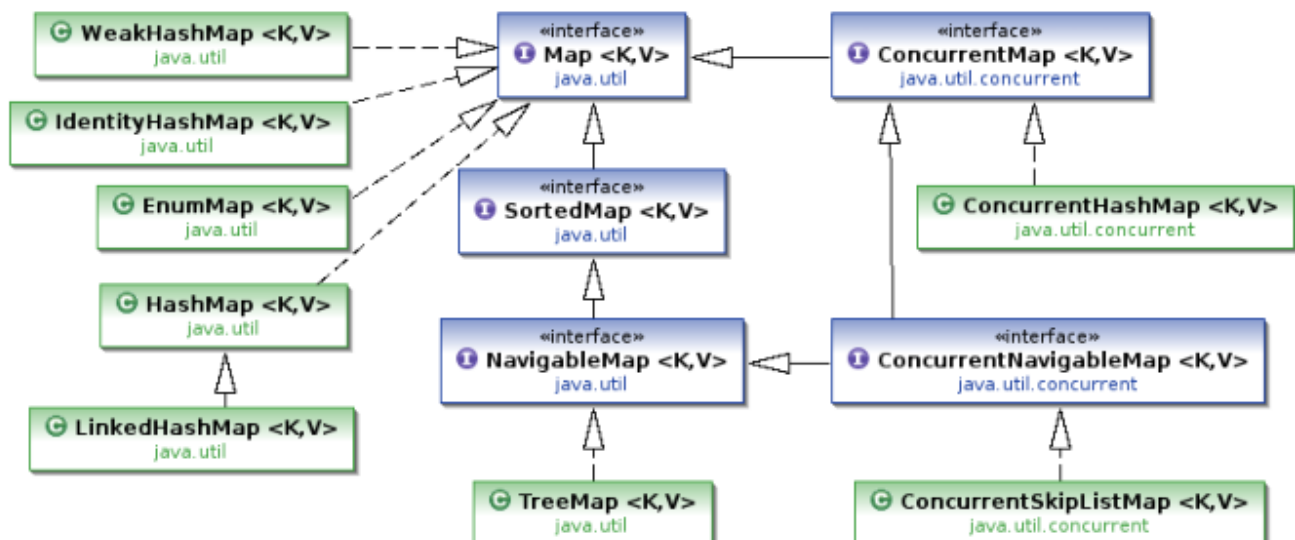 WeakHashMap <K,V>
java.util
«interface»
Map <K,V>
java.util
«interface»
ConcurrentMap <K,V>
java.util.concurrent
IdentityHashMap <K,V>
java.util
EnumMap <K,V>
java.util
«interface»
SortedMap <K,V>
java.util
ConcurrentHashMap <K,V>
java.util.concurrent
HashMap <K,V>
java.util
«interface»
NavigableMap <K,V>
java.util
«interface»
ConcurrentNavigableMap <K,V>
java.util.concurrent
LinkedHashMap <K,V>
java.util
TreeMap <K,V>
java.util
ConcurrentSkipListMap <K,V>
java.util.concurrent